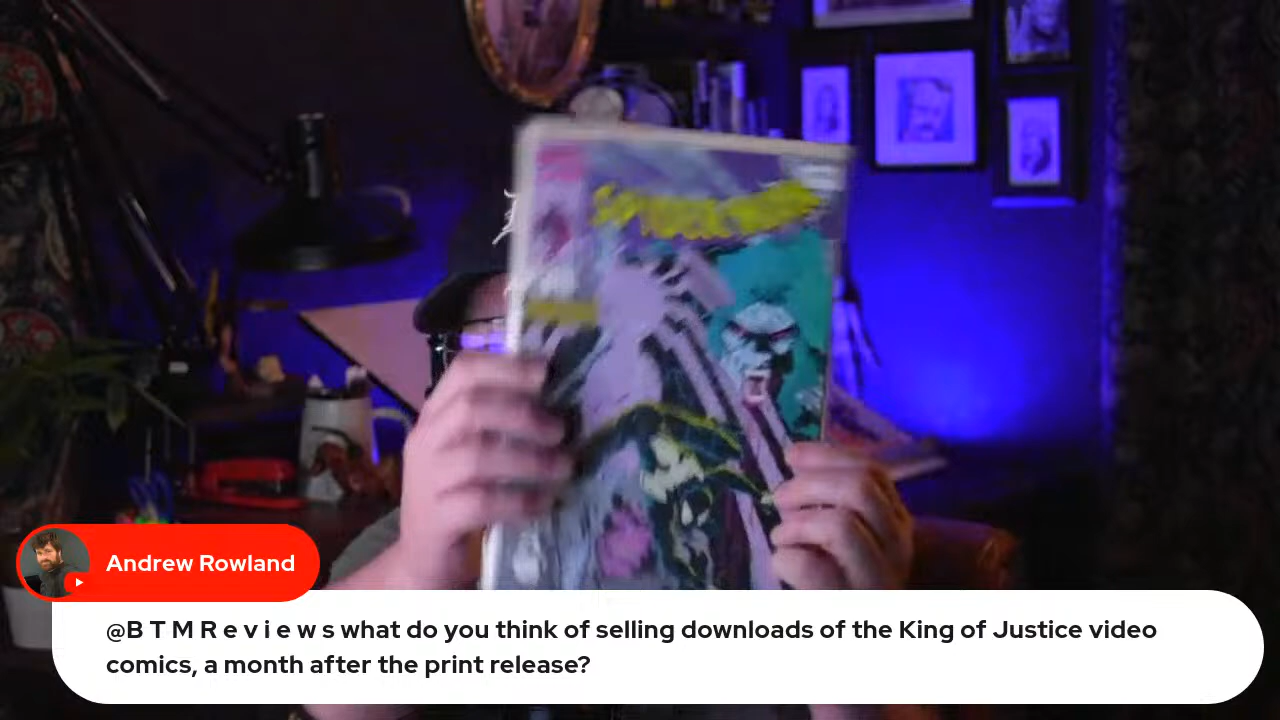 Andrew Rowland
@B T M R e v i e w s what do you think of selling downloads of the King of Justice video
comics, a month after the print release?